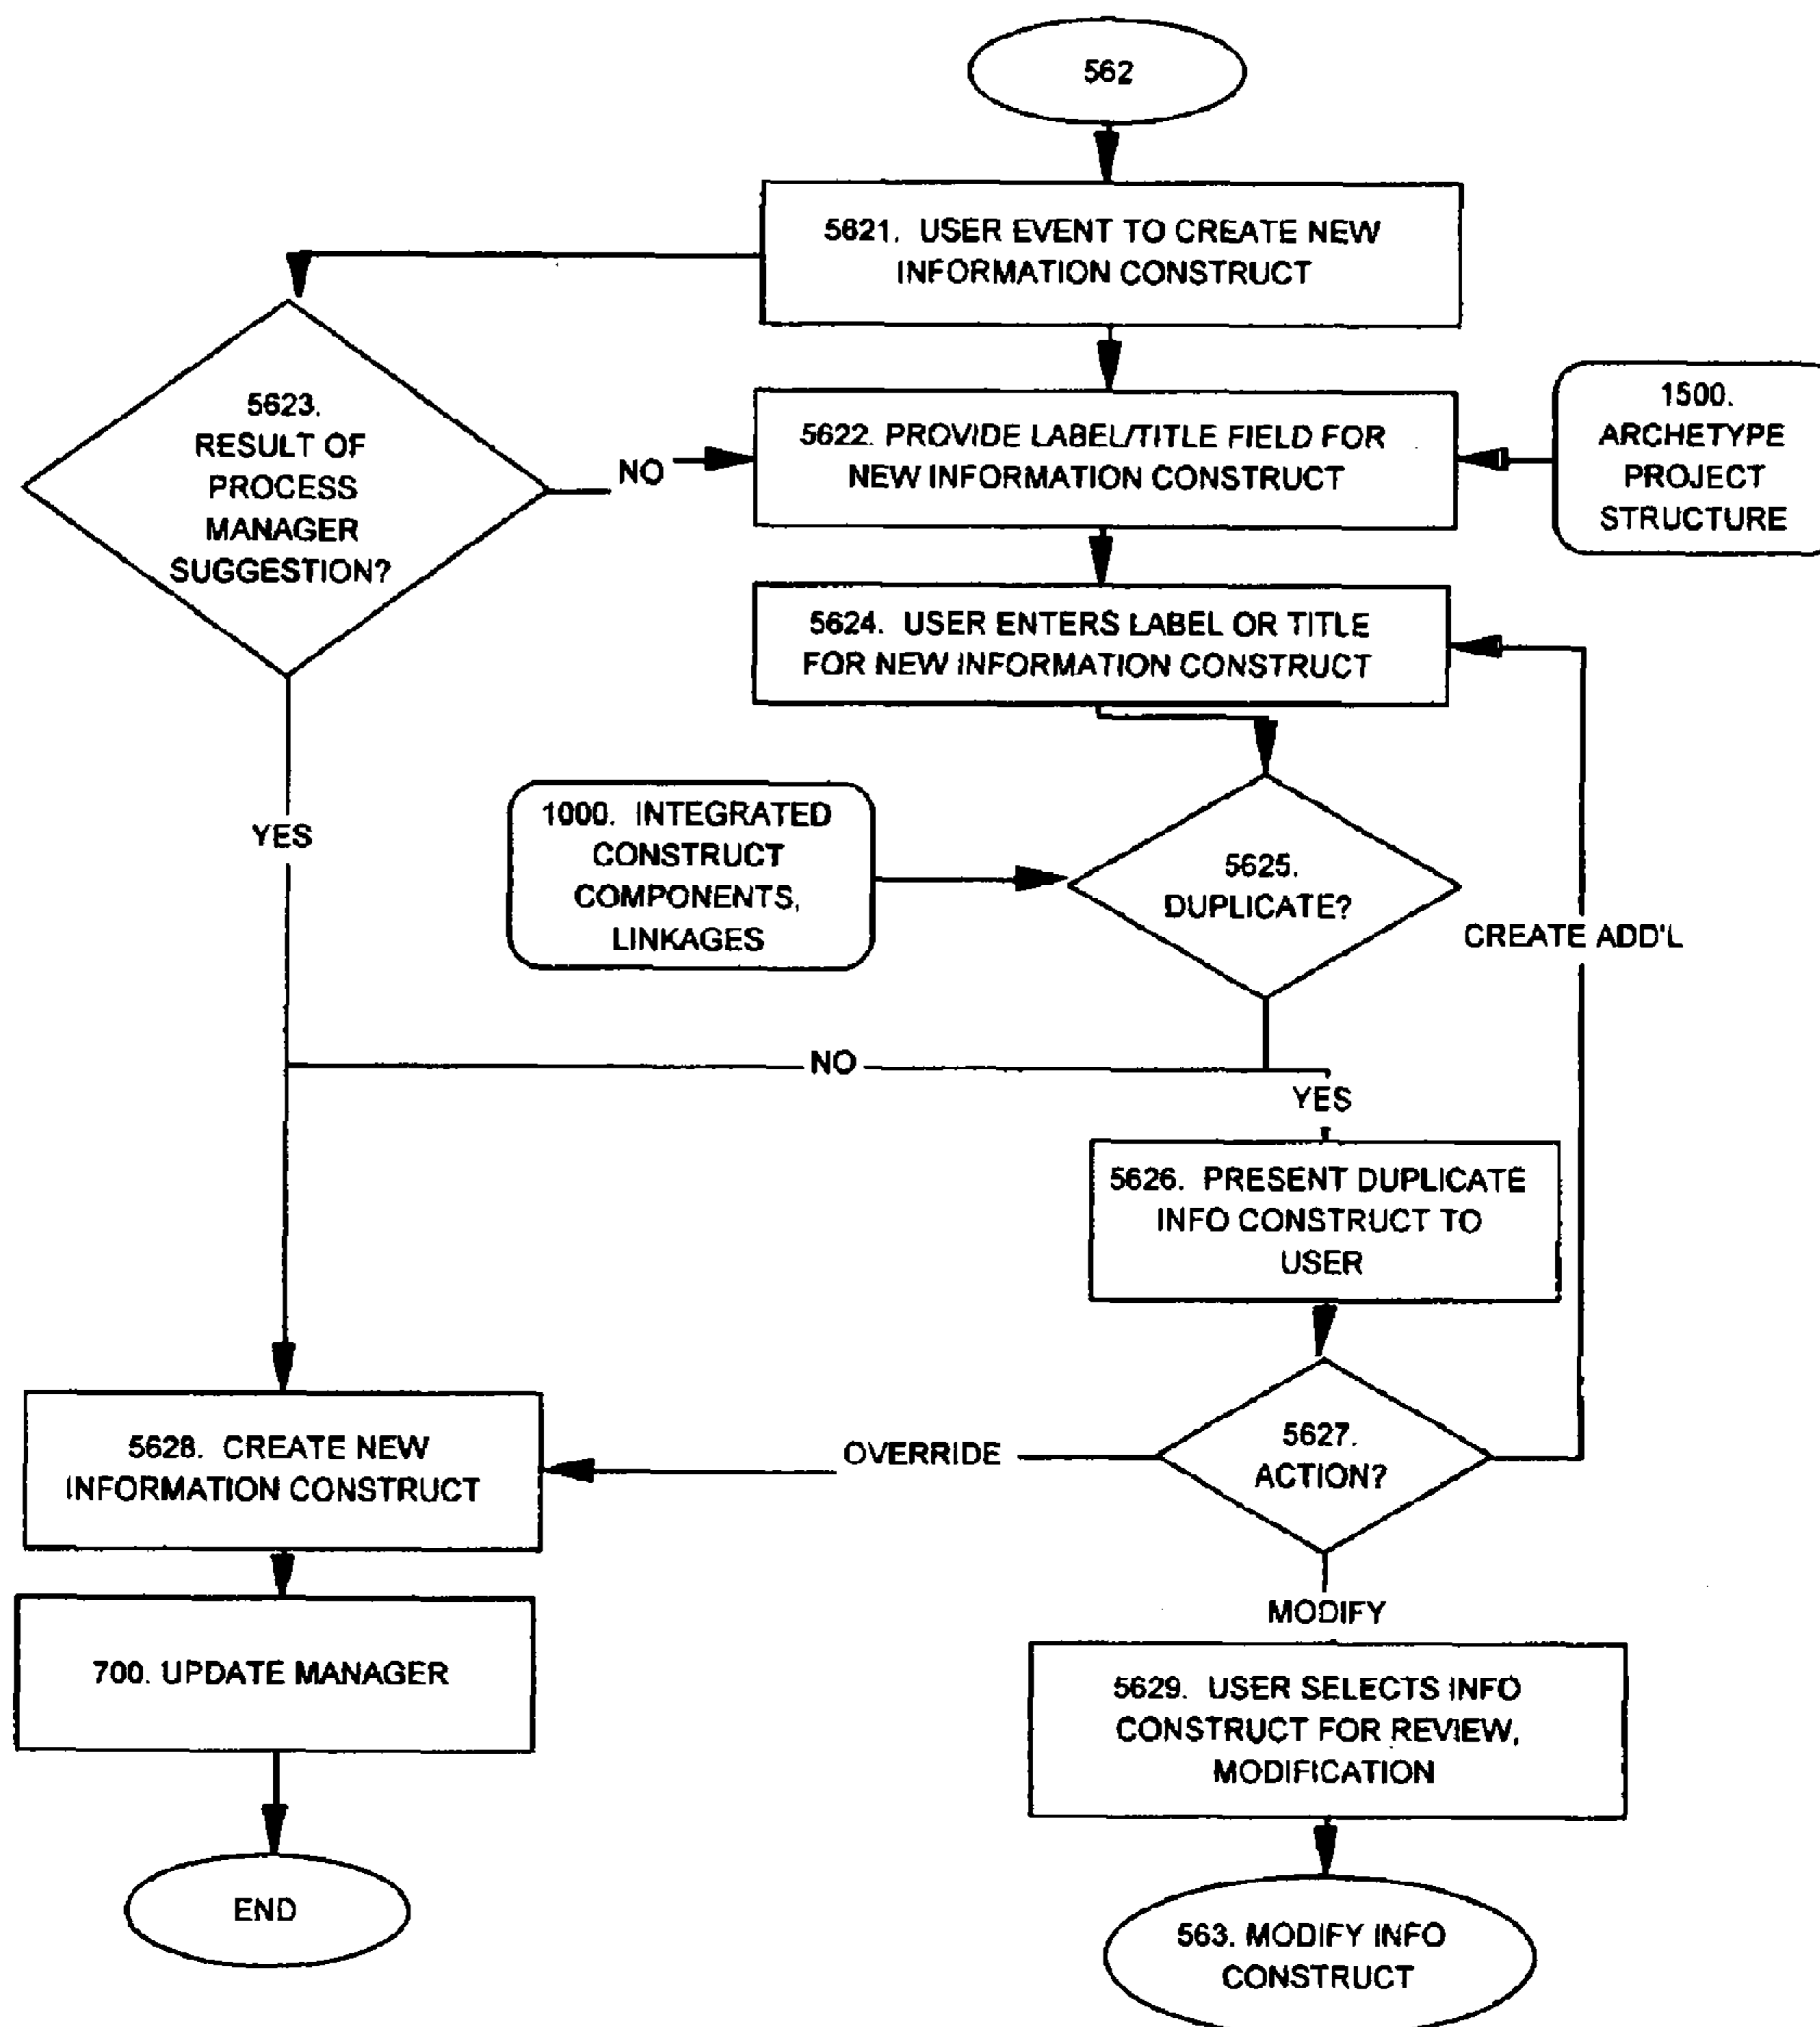 562
5621. USER EVENT TO CREATE NEW
INFORMATION CONSTRUCT
5623.
RESULT OF
PROCESS
MANAGER
SUGGESTION?
NO
5622. PROVIDE LABEL/TITLE FIELD FOR
NEW INFORMATION CONSTRUCT
1500.
ARCHETYPE
PROJECT
STRUCTURE
5624. USER ENTERS LABEL OR TITLE
FOR NEW INFORMATION CONSTRUCT
YES
1000. INTEGRATED
CONSTRUCT
COMPONENTS,
LINKAGES
5625.
DUPLICATE?
CREATE ADD'L
NO
YES
5626. PRESENT DUPLICATE
INFO CONSTRUCT TO
USER
5628. CREATE NEW
INFORMATION CONSTRUCT
OVERRIDE
5627.
ACTION?
MODIFY
700. UPDATE MANAGER
5629. USER SELECTS INFO
CONSTRUCT FOR REVIEW,
MODIFICATION
END
563. MODIFY INFO
CONSTRUCT